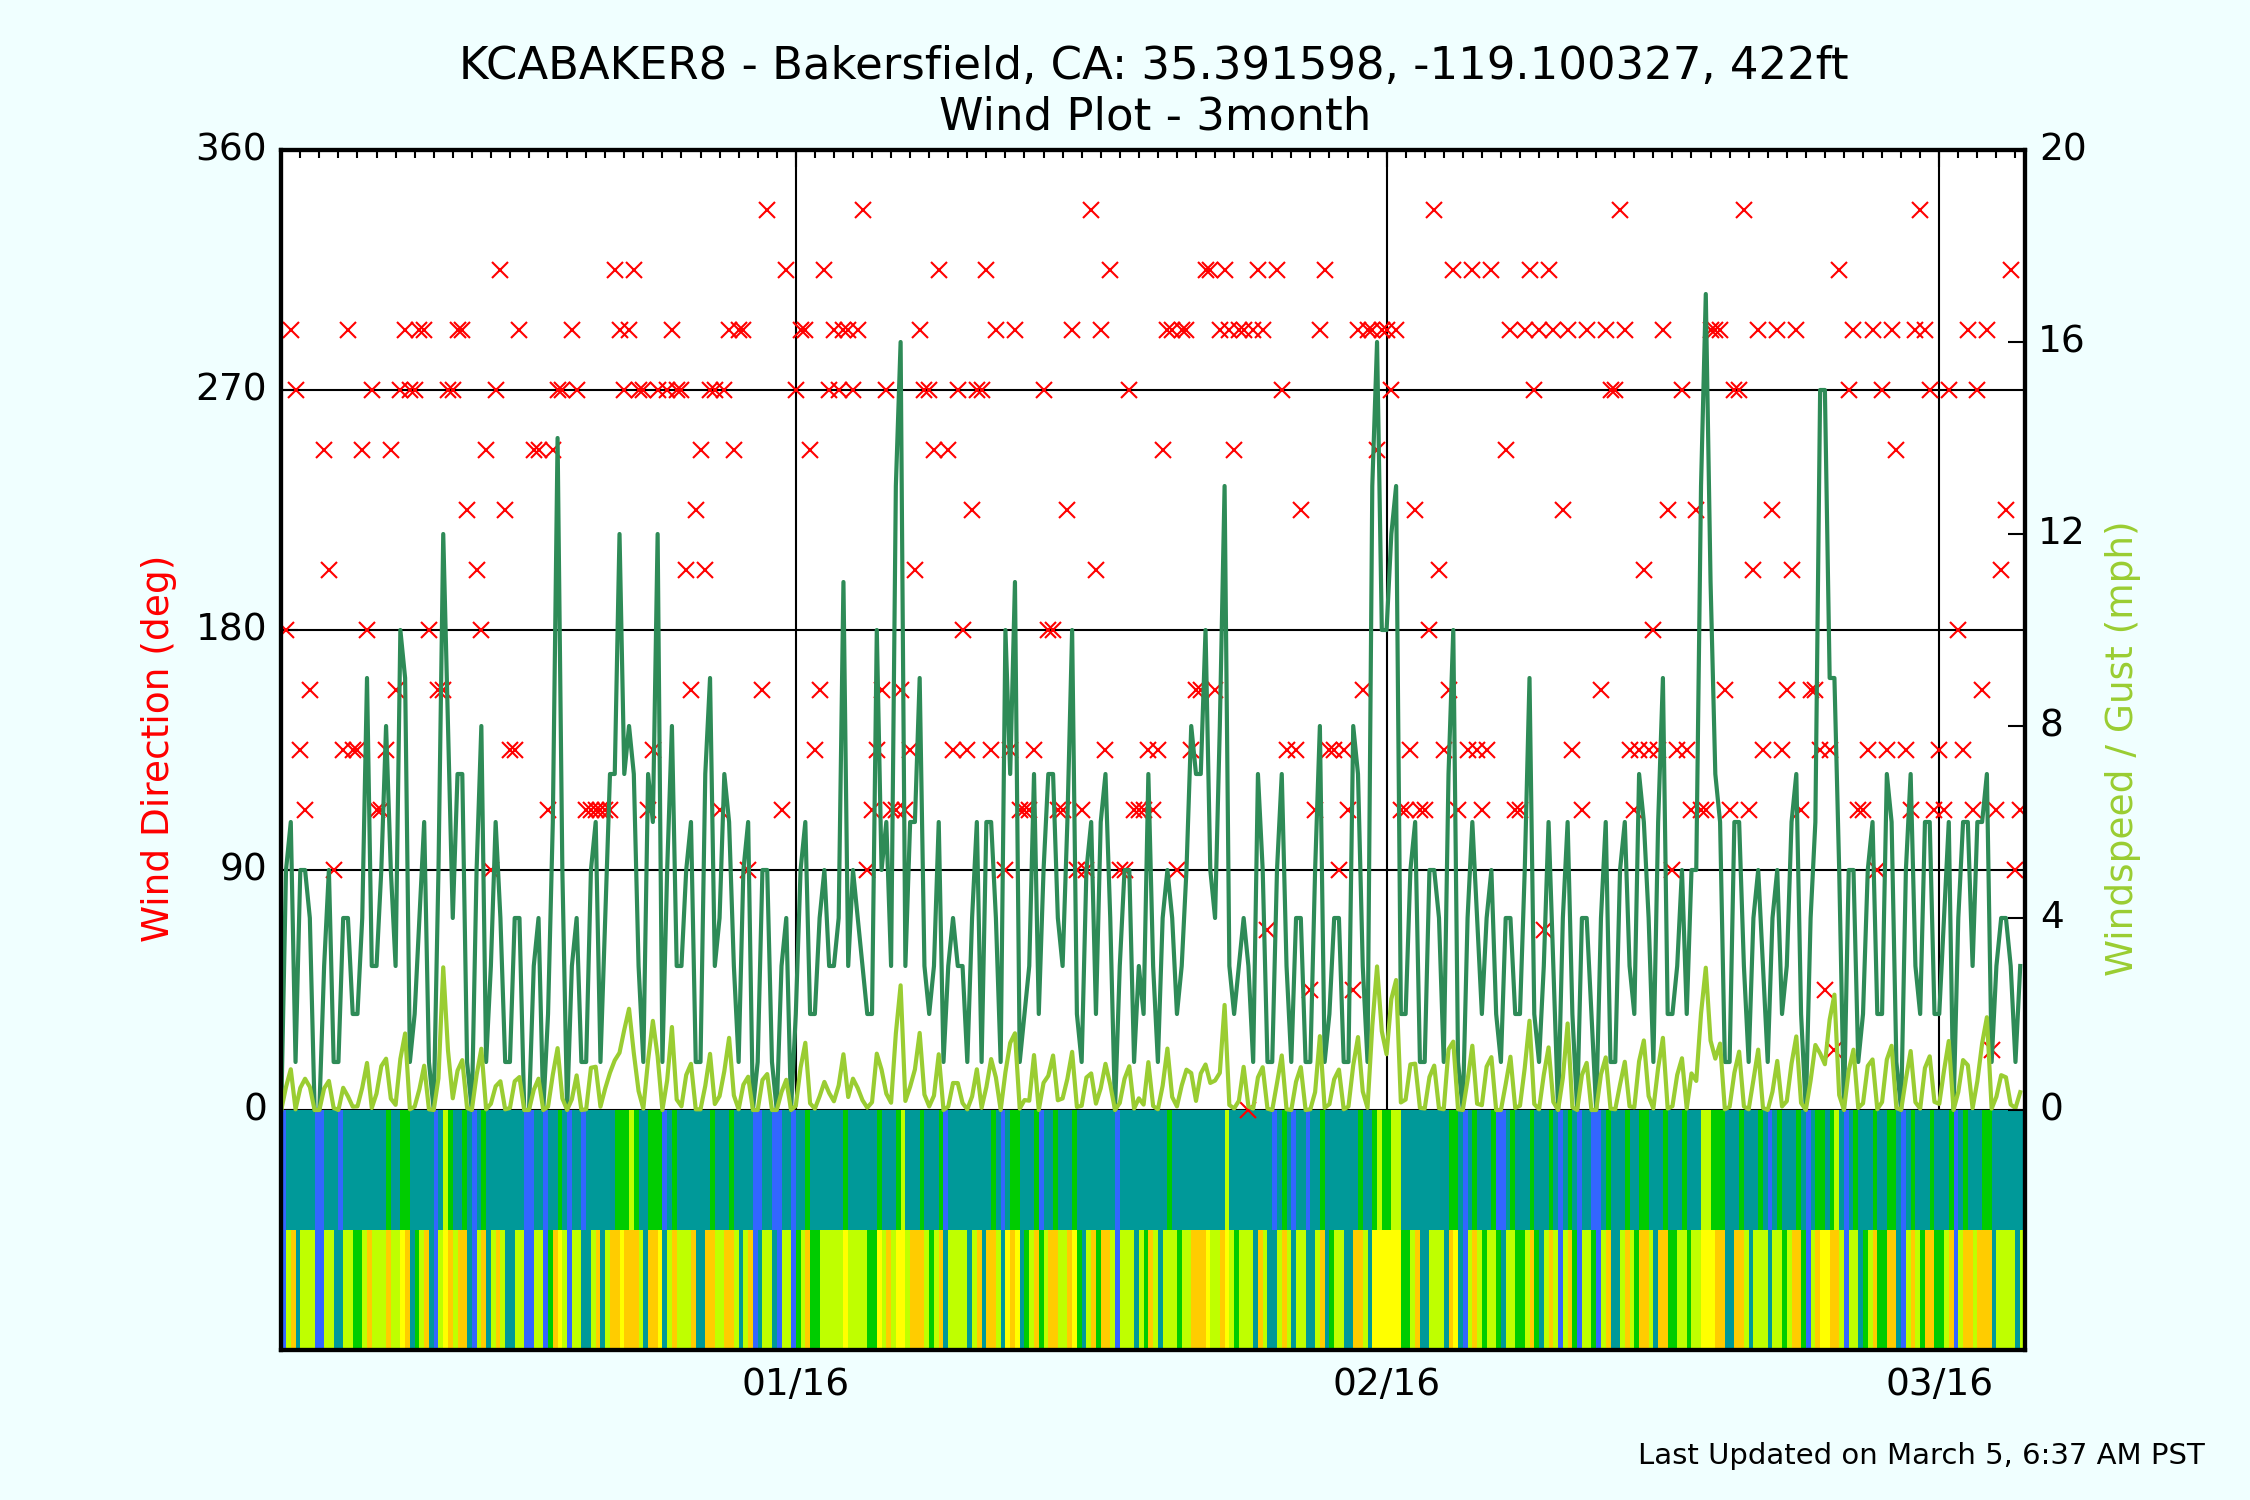 KCABAKER8 - Bakersfield, CA: 35.391598, -119.100327, 422ft
Wind Plot - 3month
360
270
180
90
0
Wind Direction (deg)
20
16
12
8
4
0
Windspeed / Gust (mph)
01/16
02/16
03/16
Last Updated on March 5, 6:37 AM PST